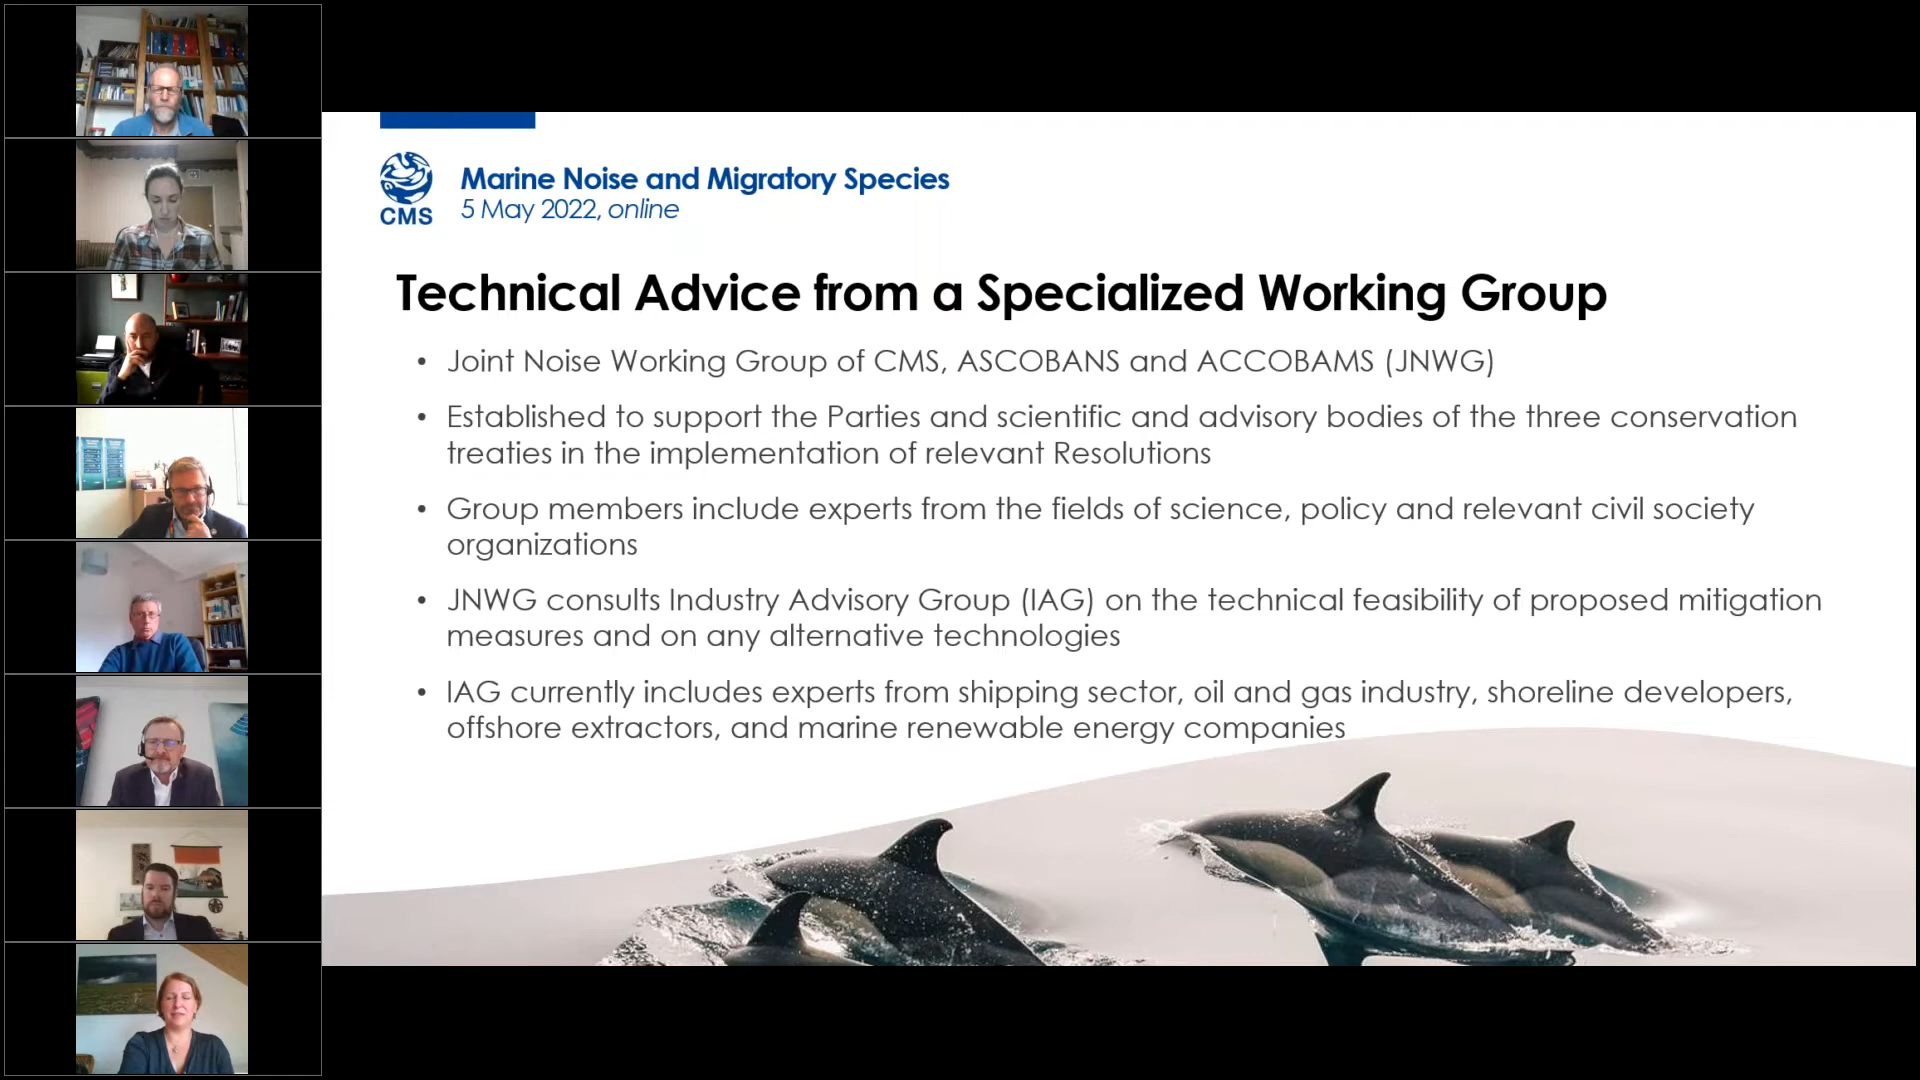 CMS
Marine Noise and Migratory Species
5 May 2022, online
Technical Advice from a Specialized Working Group
• Joint Noise Working Group of CMS, ASCOBANS and ACCOBAMS (JNWG)
• Established to support the Parties and scientific and advisory bodies of the three conservation
treaties in the implementation of relevant Resolutions
• Group members include experts from the fields of science, policy and relevant civil society
organizations
• JNWG consults Industry Advisory Group (IAG) on the technical feasibility of proposed mitigation
measures and on any alternative technologies
• IAG currently includes experts from shipping sector, oil and gas industry, shoreline developers,
offshore extractors, and marine renewable energy companies